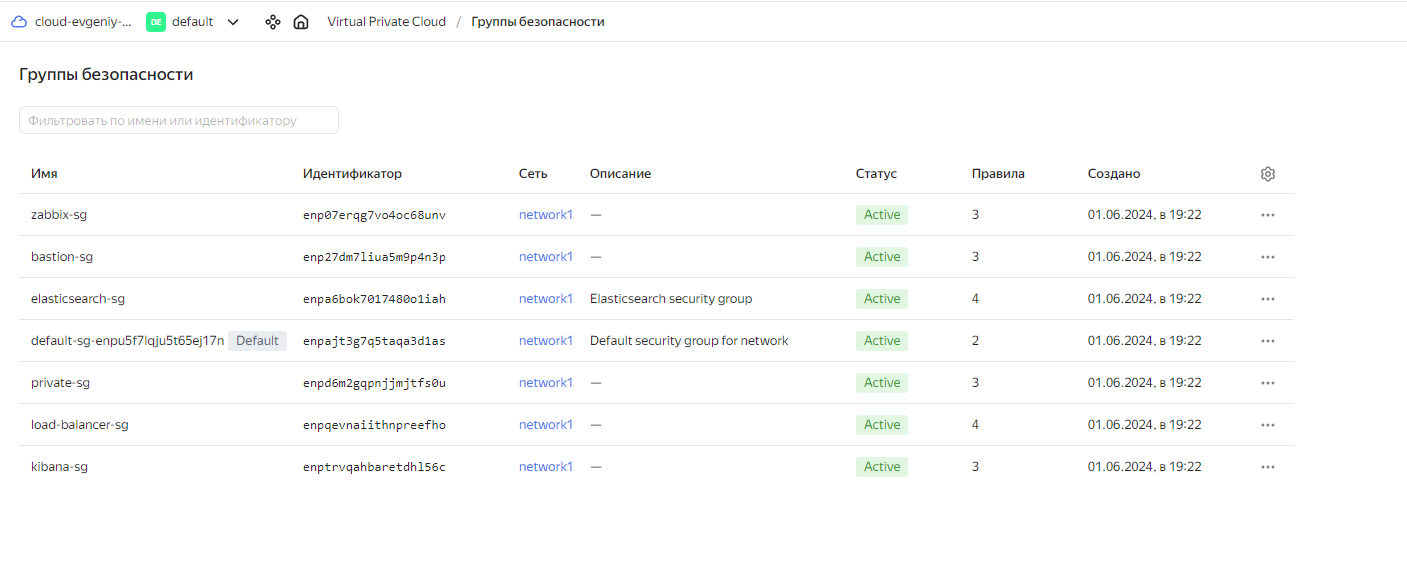 cloud-evgeniy-... DE default Virtual Private Cloud / Группы безопасности
Группы безопасности
Фильтровать по имени или идентификатору
Имя Идентификатор Сеть Описание Статус Правила Создано
zabbix-sg enp07erqg7vo4oc68unv network1 — Active 3 01.06.2024, в 19:22
bastion-sg enp27dm7liua5m9p4n3p network1 — Active 3 01.06.2024, в 19:22
elasticsearch-sg enpa6bok7017480o1iah network1 Elasticsearch security group Active 4 01.06.2024, в 19:22
default-sg-enpu5f7lqju5t65ej17n Default enpajt3g7q5taqa3d1as network1 Default security group for network Active 2 01.06.2024, в 19:22
private-sg enpd6m2gqpnjjmjtfs0u network1 — Active 3 01.06.2024, в 19:22
load-balancer-sg enpqevnaiithnpreefho network1 — Active 4 01.06.2024, в 19:22
kibana-sg enptrvqahbaretdhl56c network1 — Active 3 01.06.2024, в 19:22